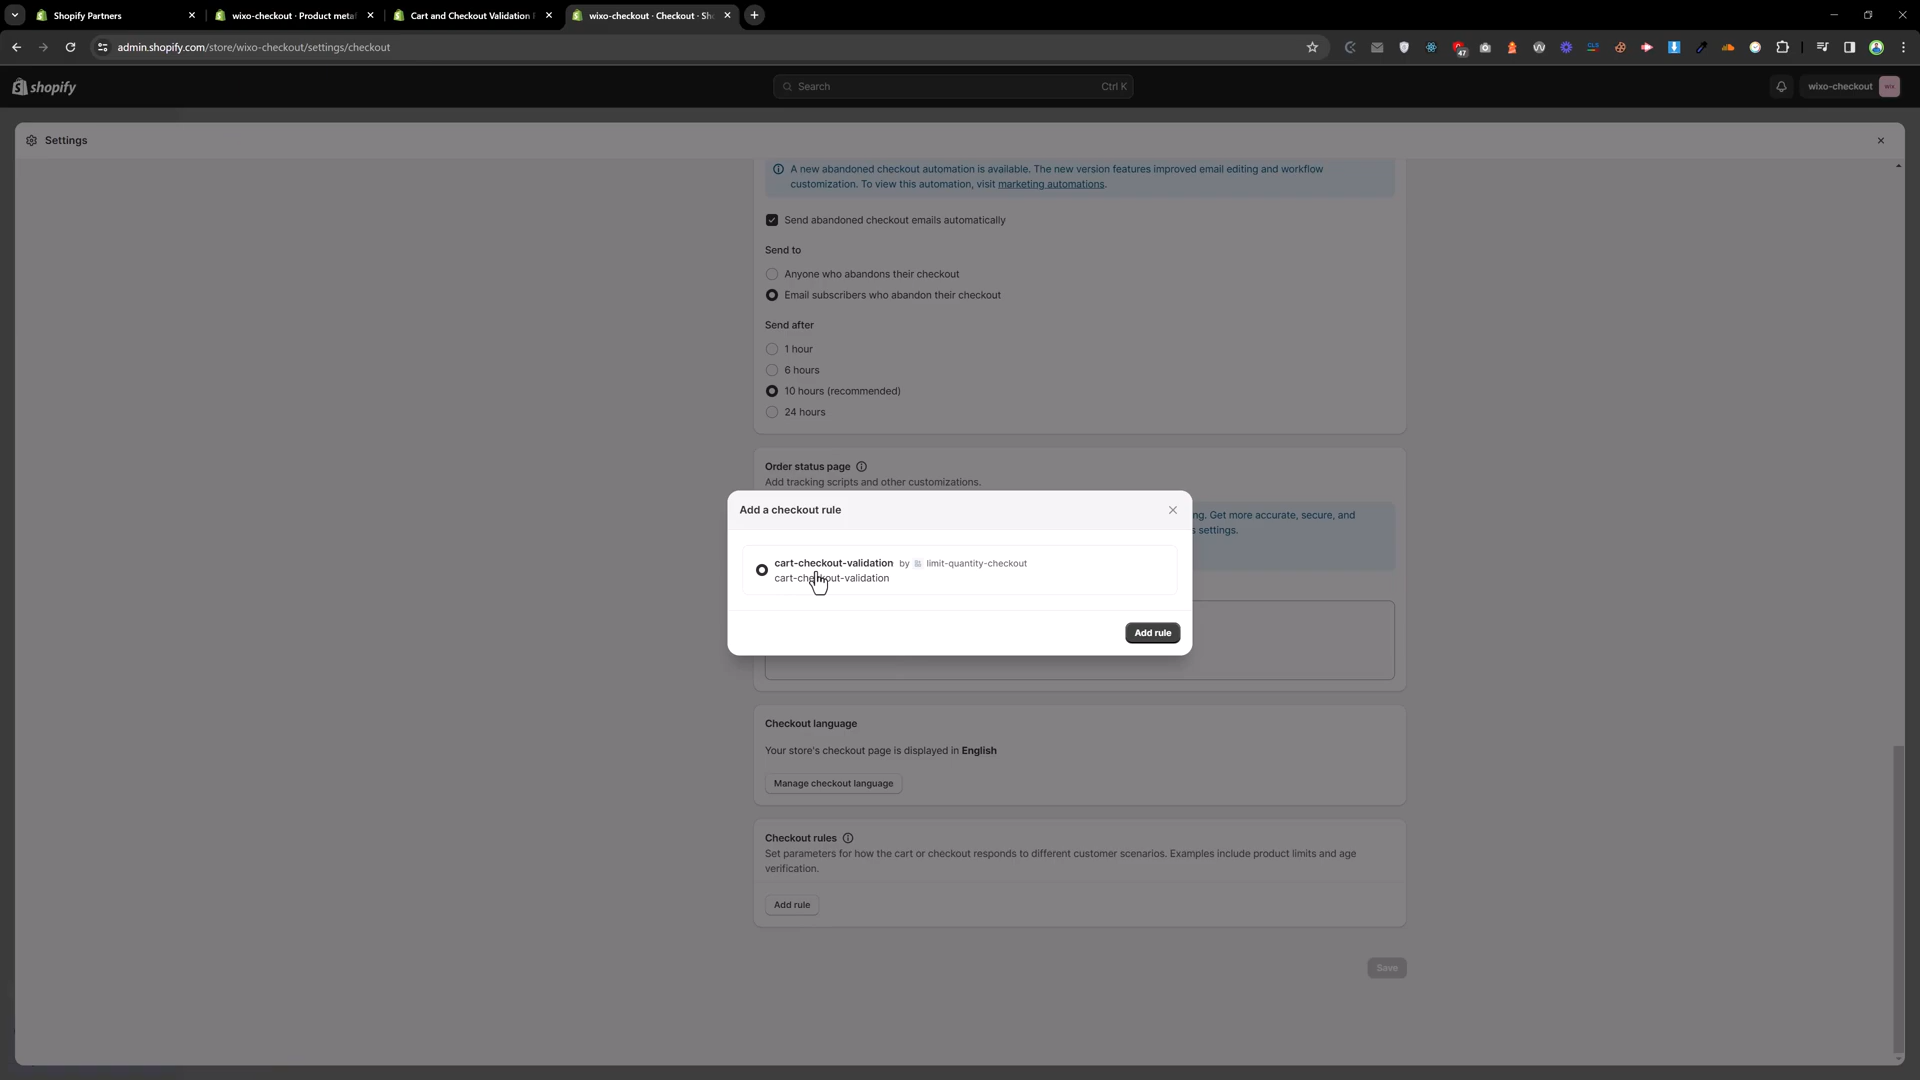 Shopify Partners
wixo-checkout · Product meta
Cart and Checkout Validation F
wixo-checkout · Checkout · Sh
admin.shopify.com/store/wixo-checkout/settings/checkout
47
CLS
shopify
Search
Ctrl K
wixo-checkout
Settings
A new abandoned checkout automation is available. The new version features improved email editing and workflow
customization. To view this automation, visit marketing automations.
Send abandoned checkout emails automatically
Send to
Anyone who abandons their checkout
Email subscribers who abandon their checkout
Send after
1 hour
6 hours
10 hours (recommended)
24 hours
Order status page
Add tracking scripts and other customizations.
ng. Get more accurate, secure, and
s settings.
Add a checkout rule
cart-checkout-validation by limit-quantity-checkout
cart-checkout-validation
Add rule
Checkout language
Your store's checkout page is displayed in English
Manage checkout language
Checkout rules
Set parameters for how the cart or checkout responds to different customer scenarios. Examples include product limits and age
verification.
Add rule
Save